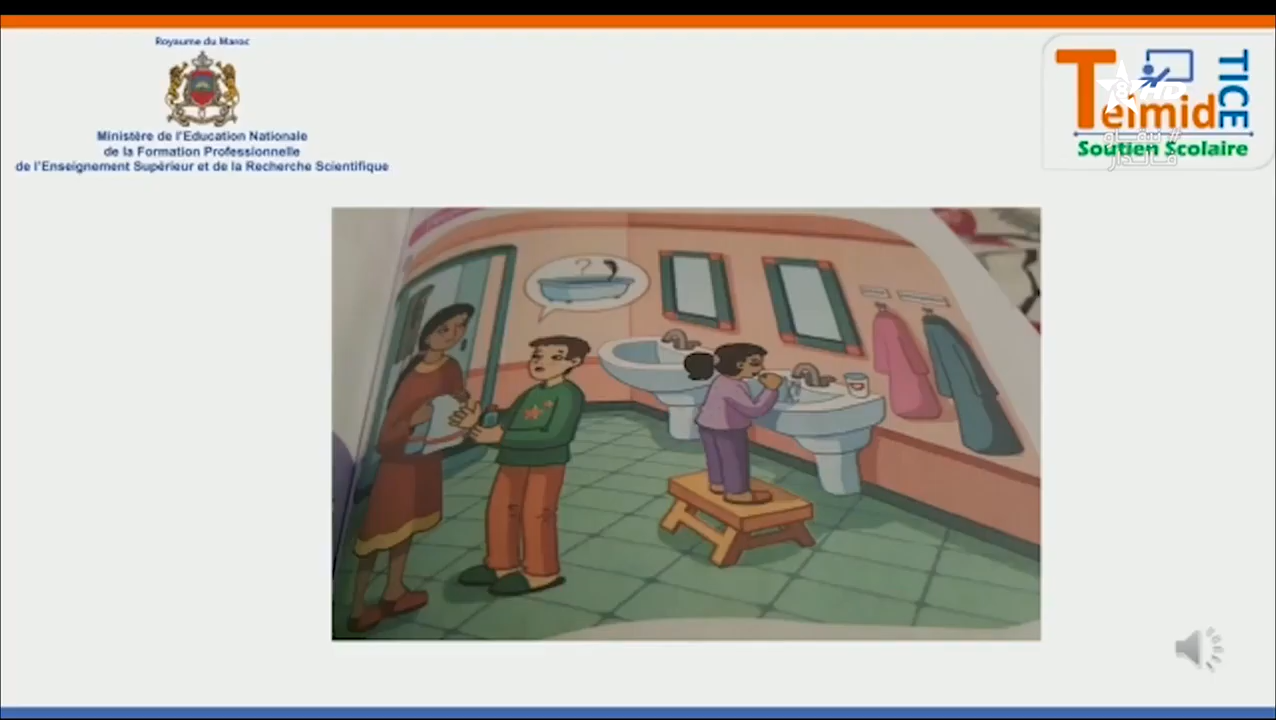 Royaume du Maroc
Ministère de l'Education Nationale
de la Formation Professionnelle
de l'Enseignement Supérieur et de la Recherche Scientifique
Telmid TICE
Soutien Scolaire
HD
?